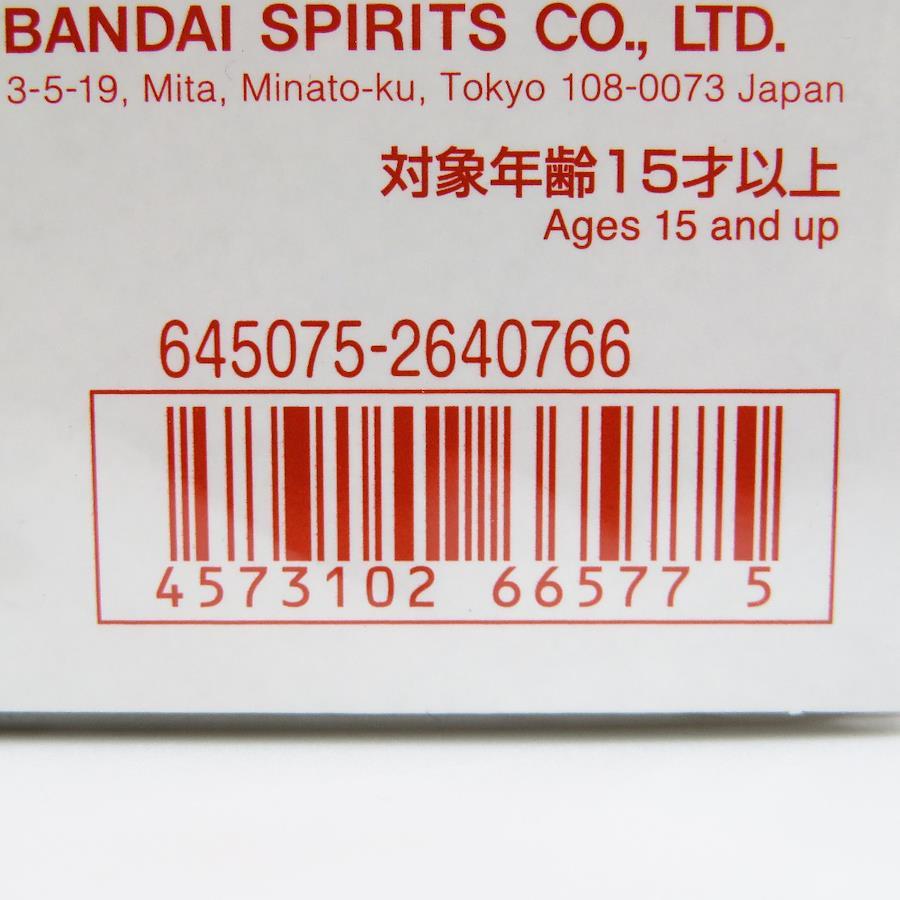 BANDAI SPIRITS CO., LTD.
3-5-19, Mita, Minato-ku, Tokyo 108-0073 Japan
対象年齢15才以上
Ages 15 and up
645075-2640766
4573102 66577 5